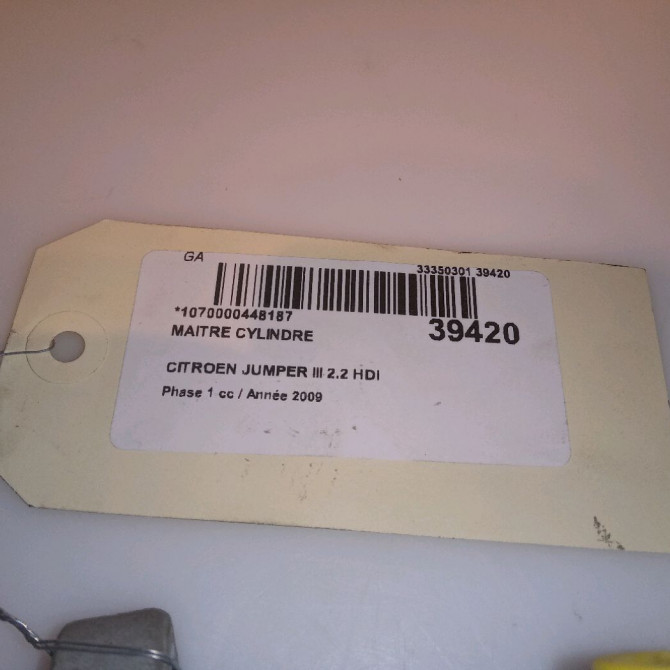 GA
33350301 39420
*1070000448187
39420
MAITRE CYLINDRE
CITROEN JUMPER III 2.2 HDI
Phase 1 cc / Année 2009